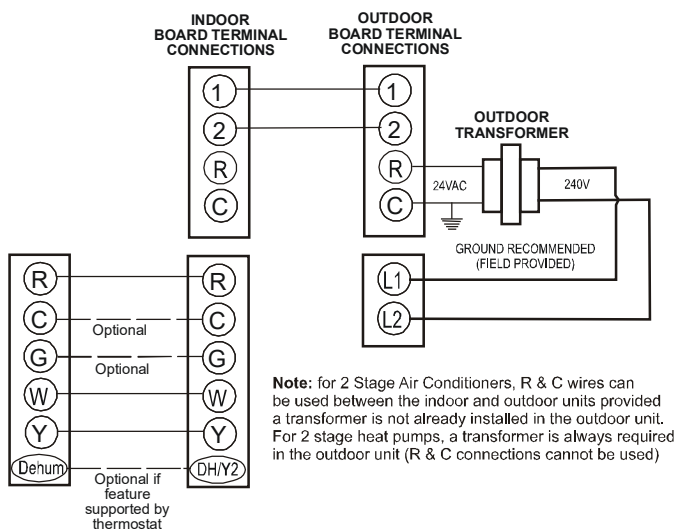 INDOOR
BOARD TERMINAL
CONNECTIONS
OUTDOOR
BOARD TERMINAL
CONNECTIONS
1
2
R
C
1
2
R
C
OUTDOOR
TRANSFORMER
24VAC
240V
GROUND RECOMMENDED
(FIELD PROVIDED)
L1
L2
R
C
G
W
Y
Dehum
Optional
Optional
Optional if
feature
supported by
thermostat
R
C
G
W
Y
DH/Y2
Note: for 2 Stage Air Conditioners, R & C wires can
be used between the indoor and outdoor units provided
a transformer is not already installed in the outdoor unit.
For 2 stage heat pumps, a transformer is always required
in the outdoor unit (R & C connections cannot be used)